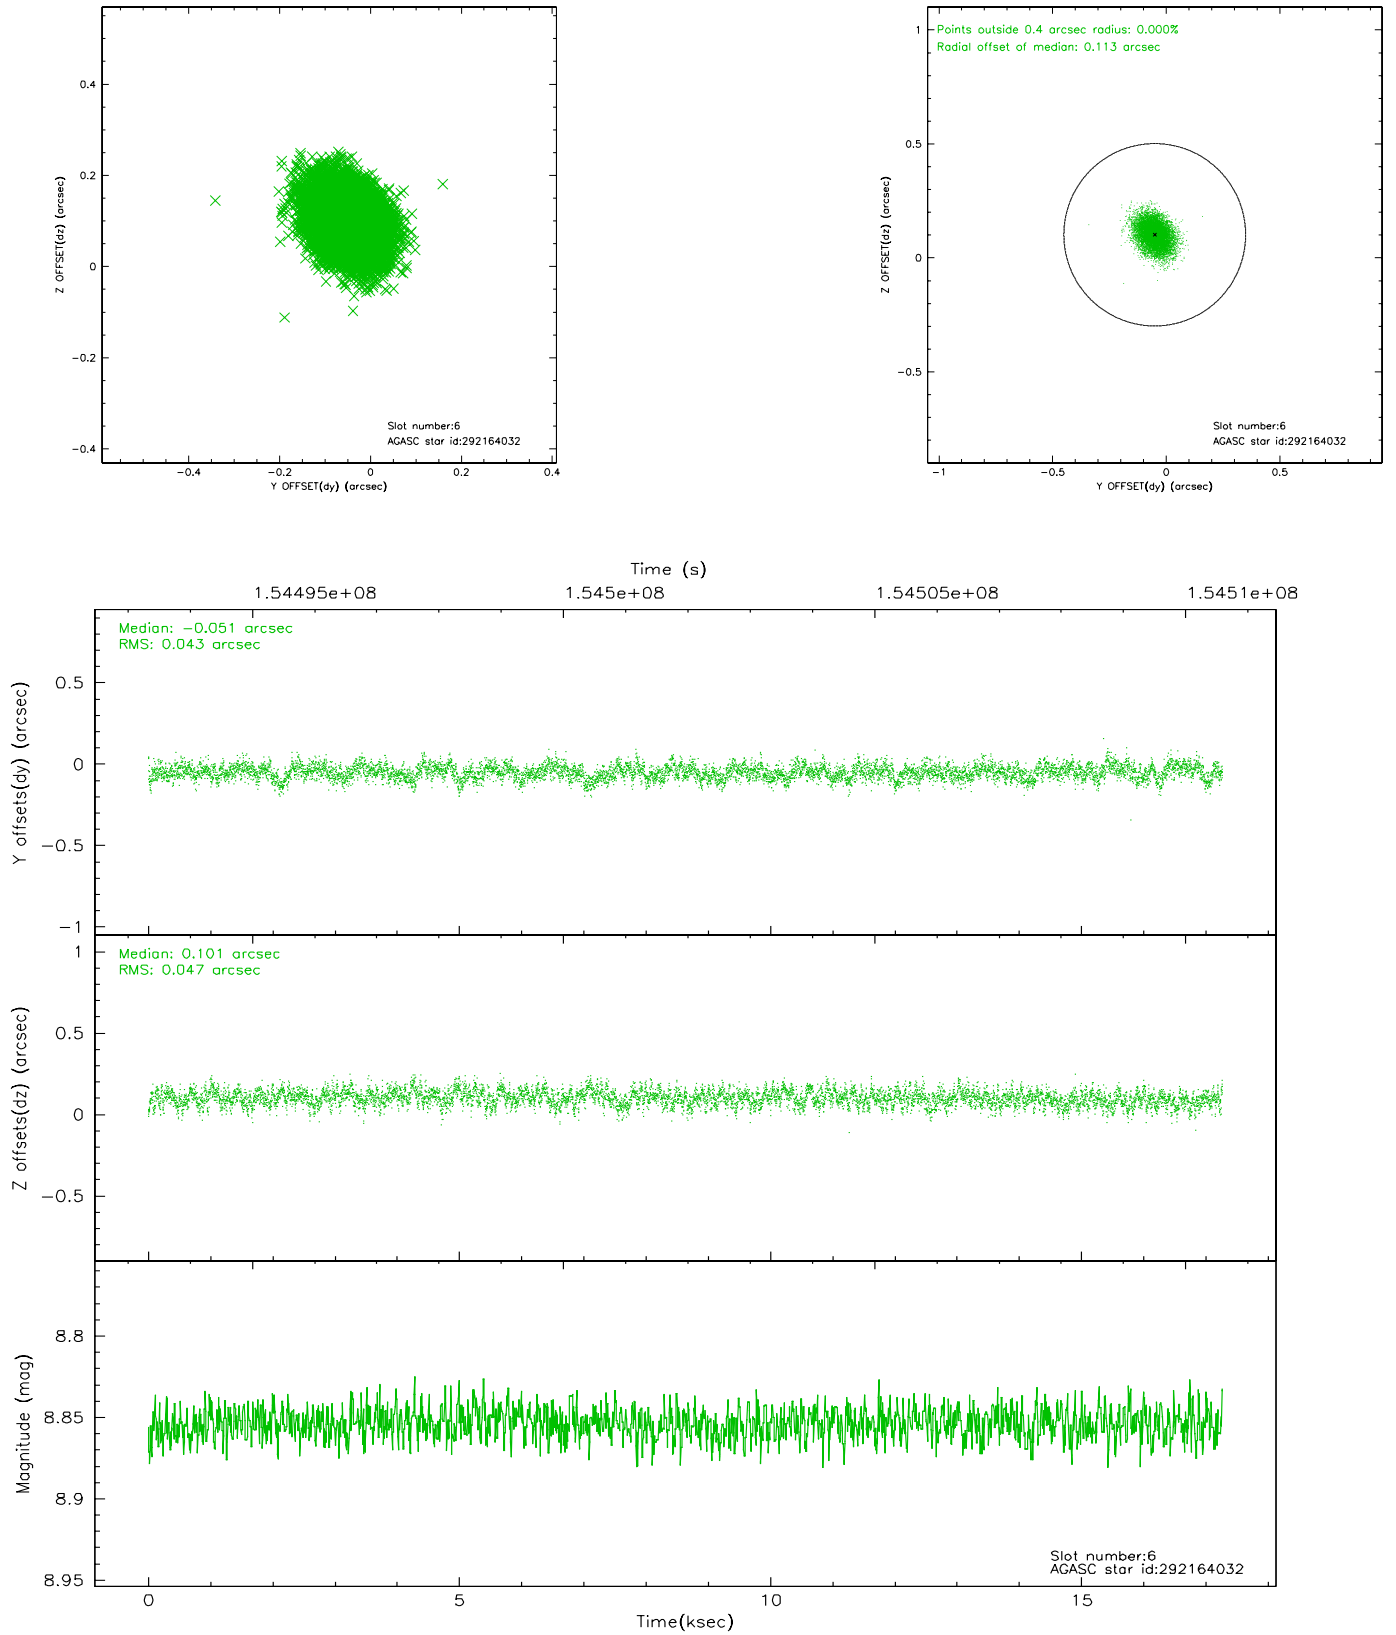 0.4
0.2
0
−0.2
−0.4
Z OFFSET(dz) (arcsec)
−0.4 −0.2 0 0.2 0.4
Y OFFSET(dy) (arcsec)
Slot number:6
AGASC star id:292164032
Points outside 0.4 arcsec radius: 0.000%
Radial offset of median: 0.113 arcsec
1
0.5
0
−0.5
Z OFFSET(dz) (arcsec)
−1 −0.5 0 0.5
Y OFFSET(dy) (arcsec)
Slot number:6
AGASC star id:292164032
Time (s)
1.54495e+08 1.545e+08 1.54505e+08 1.5451e+08
Median: −0.051 arcsec
RMS: 0.043 arcsec
0.5
0
−0.5
−1
Y offsets(dy) (arcsec)
Median: 0.101 arcsec
RMS: 0.047 arcsec
1
0.5
0
−0.5
Z offsets(dz) (arcsec)
8.8
8.85
8.9
8.95
Magnitude (mag)
Slot number:6
AGASC star id:292164032
0 5 10 15
Time(ksec)